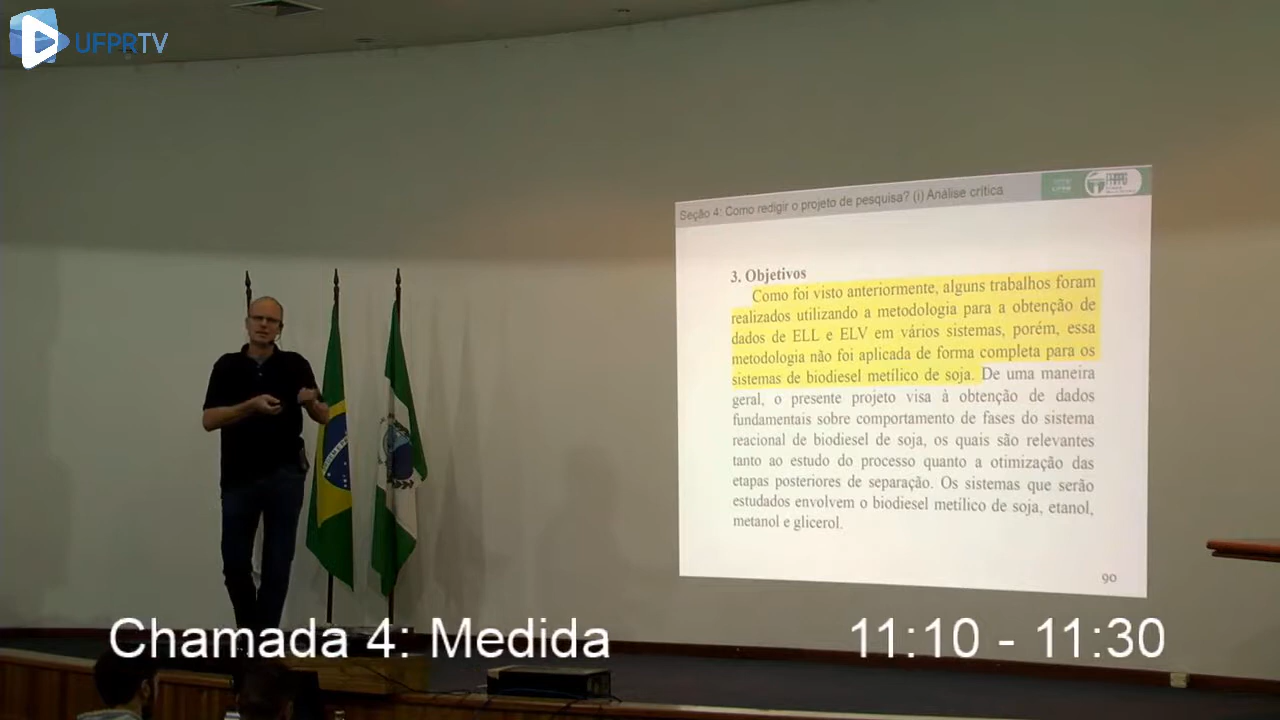 UFPRTV
Seção 4: Como redigir o projeto de pesquisa? (i) Análise crítica
3. Objetivos
Como foi visto anteriormente, alguns trabalhos foram
realizados utilizando a metodologia para a obtenção de
dados de ELL e ELV em vários sistemas, porém, essa
metodologia não foi aplicada de forma completa para os
sistemas de biodiesel metílico de soja. De uma maneira
geral, o presente projeto visa à obtenção de dados
fundamentais sobre comportamento de fases do sistema
reacional de biodiesel de soja, os quais são relevantes
tanto ao estudo do processo quanto a otimização das
etapas posteriores de separação. Os sistemas que serão
estudados envolvem o biodiesel metílico de soja, etanol,
metanol e glicerol.
90
Chamada 4: Medida
11:10 - 11:30